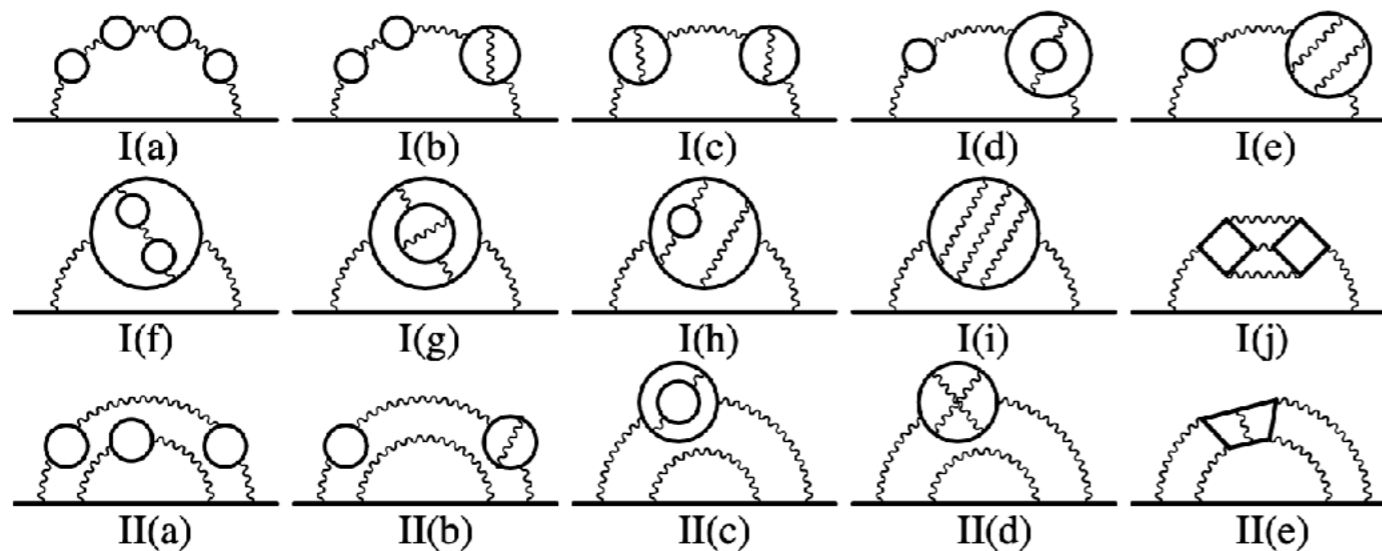 I(a) I(b) I(c) I(d) I(e)
I(f) I(g) I(h) I(i) I(j)
II(a) II(b) II(c) II(d) II(e)